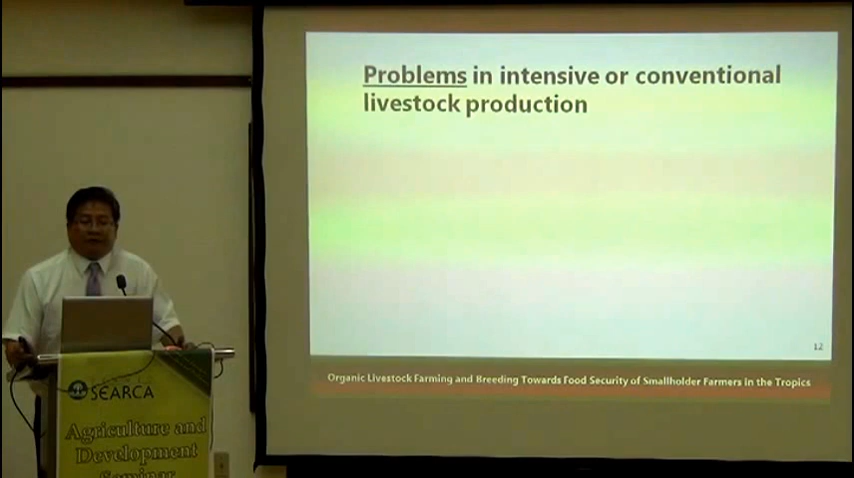 Problems in intensive or conventional
livestock production
12
Organic Livestock Farming and Breeding Towards Food Security of Smallholder Farmers in the Tropics
SEARCA
Agriculture and
Development
Seminar